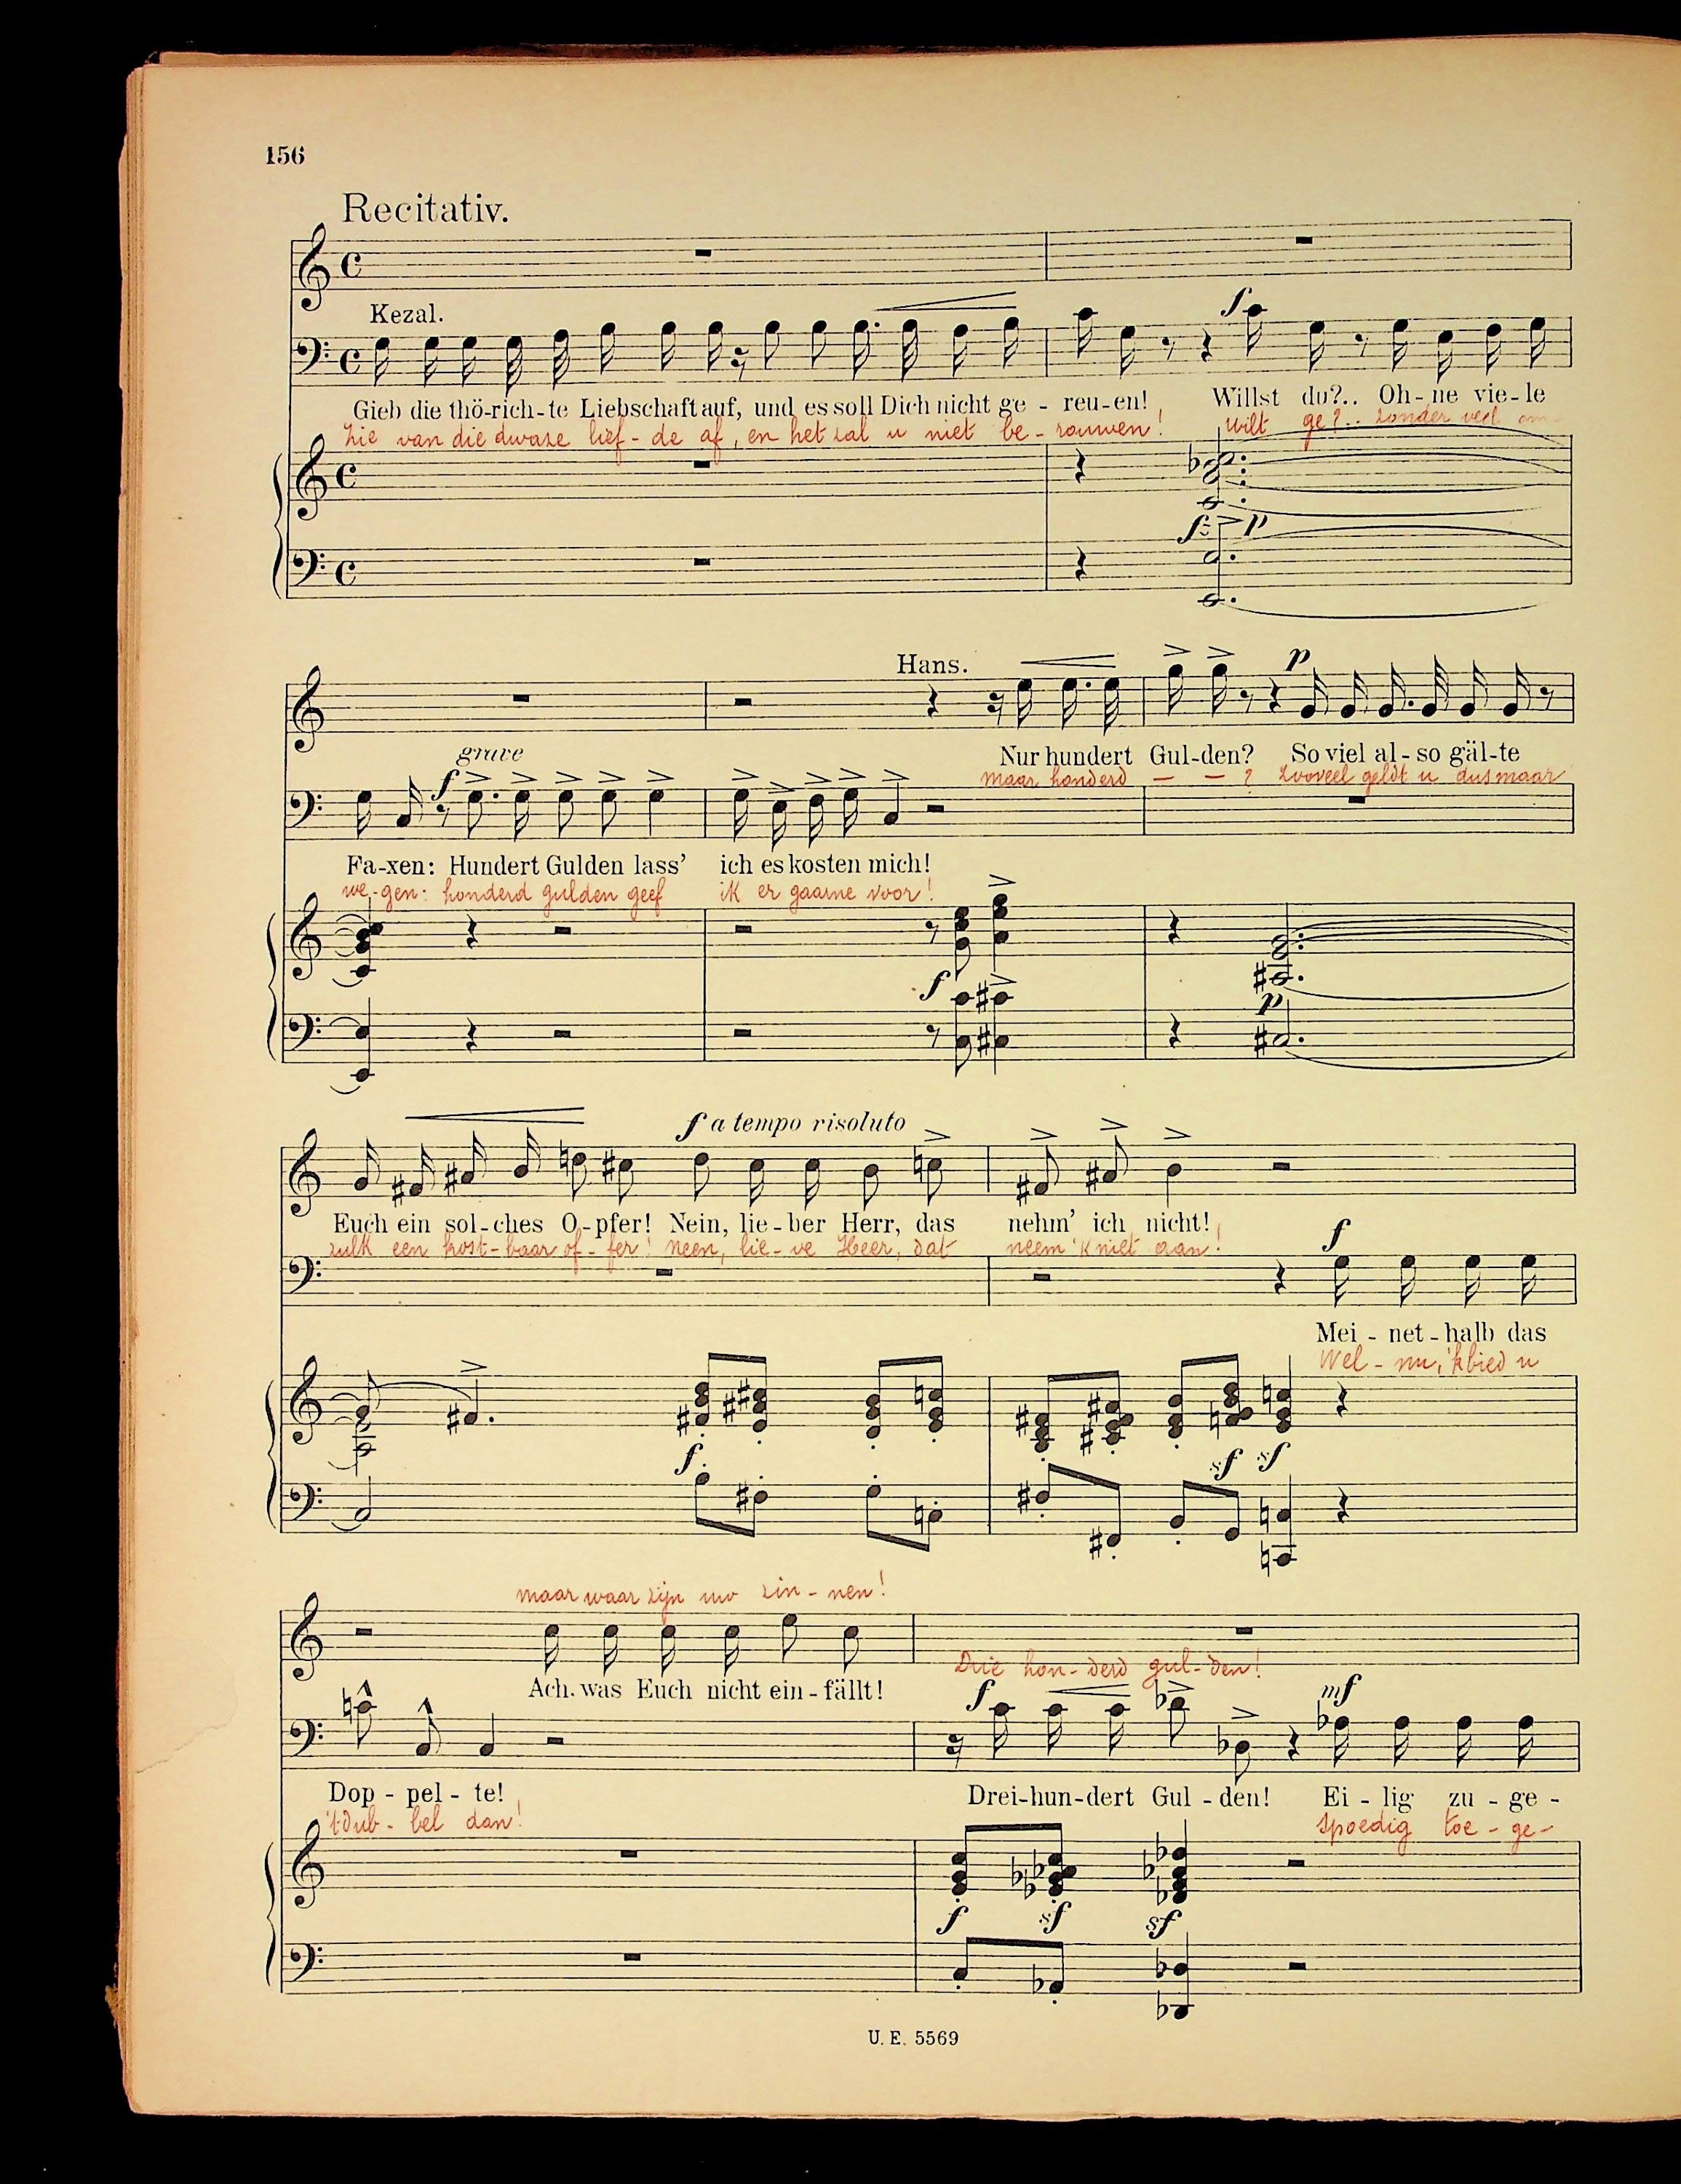 156
Recitativ.
Kezal.
f
Gieb die thö-rich-te Liebschaft auf, und es soll Dich nicht ge - reu-en! Willst du?.. Oh-ne vie-le
zie van die dwaze lief-de af, en het zal u niet be-rouwen! wilt ge?.. zonder veel om-
f p
Hans.
p
grave
Nur hundert Gul-den? So viel al-so gäl-te
maar honderd — — ? zooveel geldt u dus maar
f
Fa-xen: Hundert Gulden lass' ich es kosten mich!
we-gen: honderd gulden geef ik er gaarne voor!
f
p
f a tempo risoluto
Euch ein sol-ches O-pfer! Nein, lie-ber Herr, das nehm' ich nicht!
zulk een kost-baar of-fer! neen, lie-ve Heer, dat neem 'k niet aan!
f
Mei - net - halb das
Wel - nu, 'k bied u
f sf sf
maar waar zijn uw zin - nen!
Drie hon-derd gul-den!
Ach. was Euch nicht ein-fällt!
f mf
Dop - pel - te! Drei-hun-dert Gul - den! Ei - lig zu - ge -
't dub - bel dan! spoedig toe - ge-
f sf sf
U. E. 5569